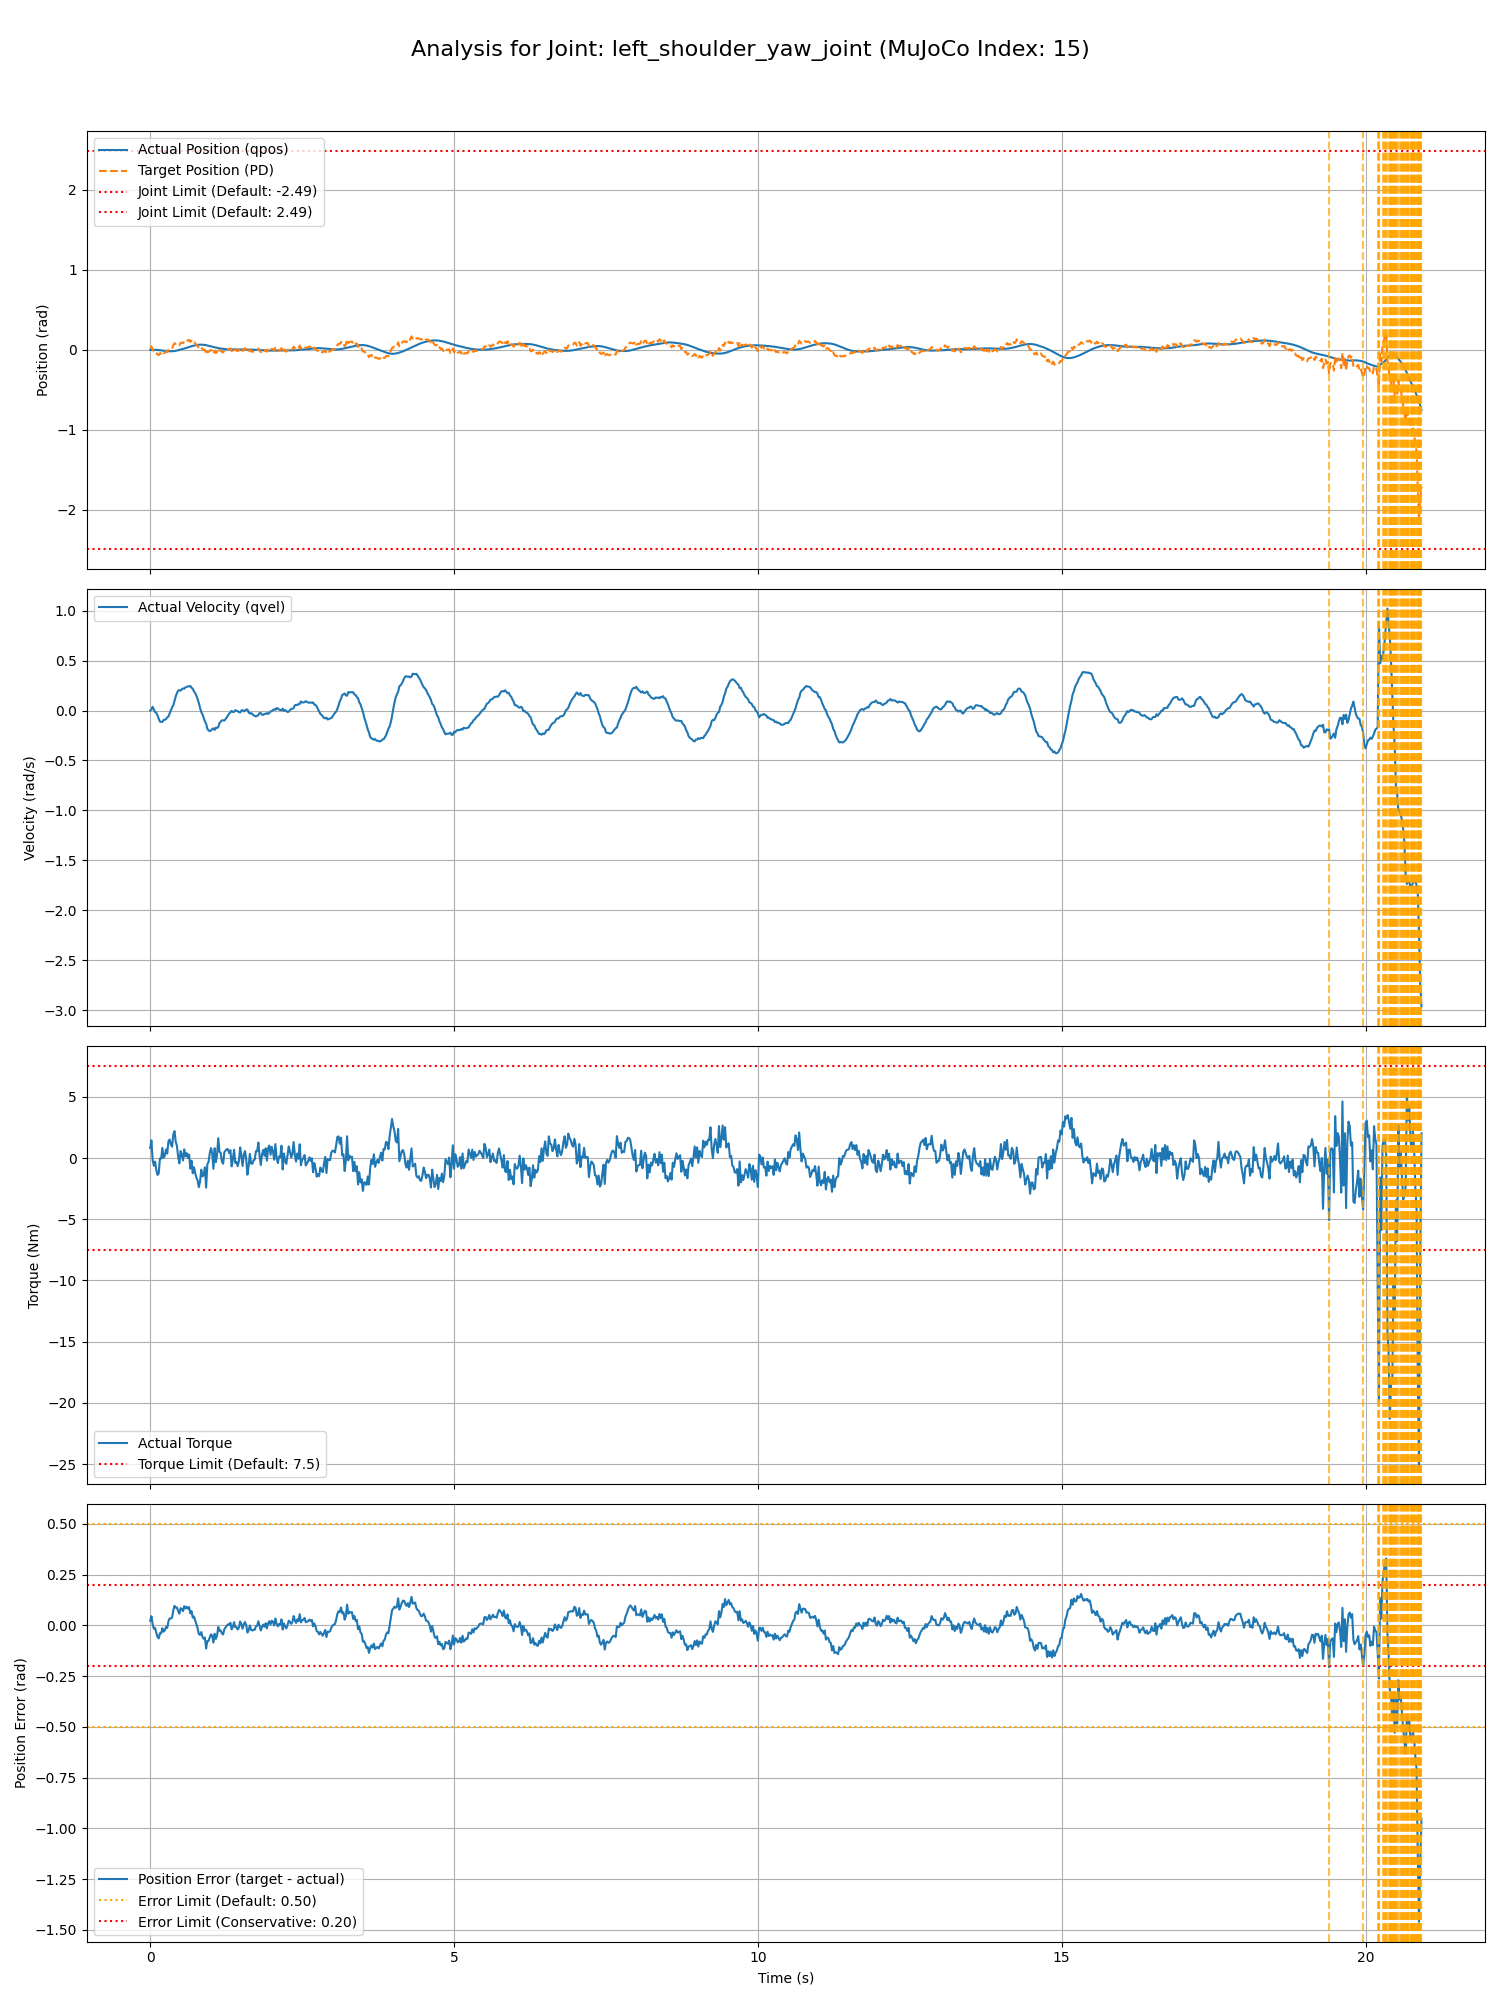 Analysis for Joint: left_shoulder_yaw_joint (MuJoCo Index: 15)
Actual Position (qpos)
Target Position (PD)
Joint Limit (Default: -2.49)
Joint Limit (Default: 2.49)
Position (rad)
2
1
0
−1
−2
Actual Velocity (qvel)
Velocity (rad/s)
1.0
0.5
0.0
−0.5
−1.0
−1.5
−2.0
−2.5
−3.0
Torque (Nm)
5
0
−5
−10
−15
−20
−25
Actual Torque
Torque Limit (Default: 7.5)
Position Error (rad)
0.50
0.25
0.00
−0.25
−0.50
−0.75
−1.00
−1.25
−1.50
Position Error (target - actual)
Error Limit (Default: 0.50)
Error Limit (Conservative: 0.20)
0 5 10 15 20
Time (s)